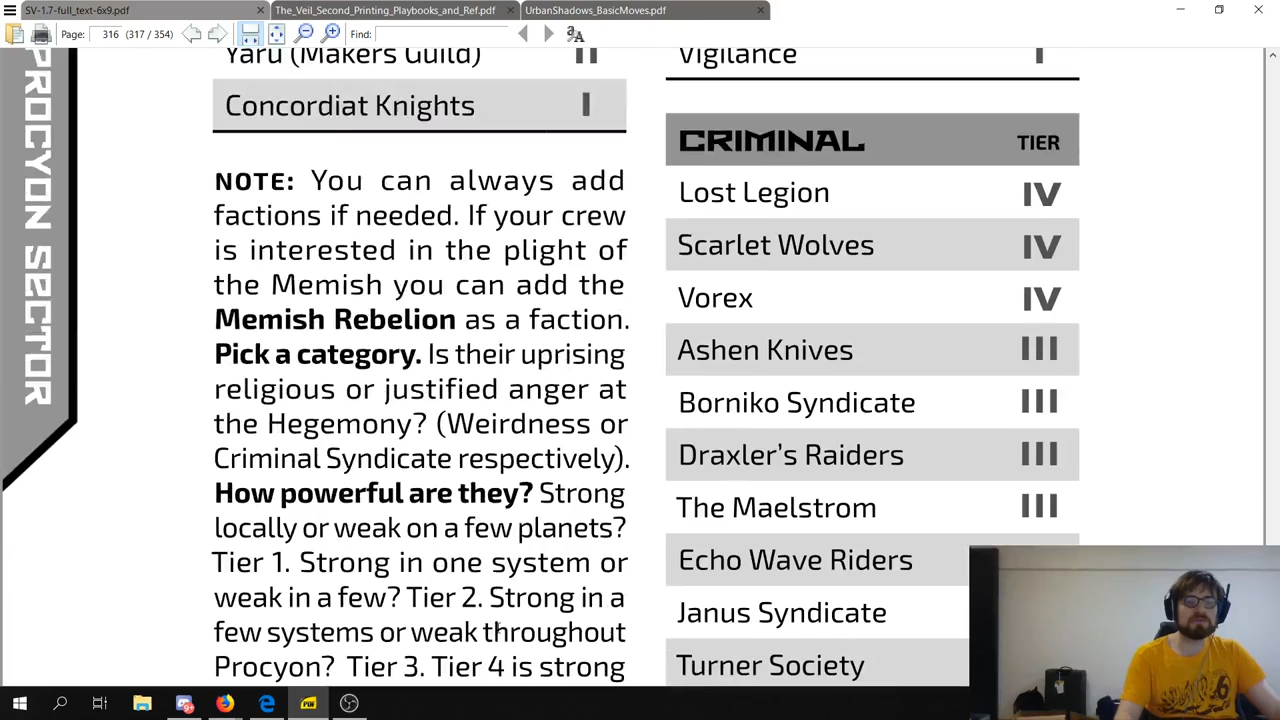 SV-1.7-full_text-6x9.pdf
The_Veil_Second_Printing_Playbooks_and_Ref.pdf
UrbanShadows_BasicMoves.pdf
Page: 316 (317 / 354)
Find:
PROCYON SECTOR
Yaru (Makers Guild) II
Concordiat Knights I
NOTE: You can always add
factions if needed. If your crew
is interested in the plight of
the Memish you can add the
Memish Rebelion as a faction.
Pick a category. Is their uprising
religious or justified anger at
the Hegemony? (Weirdness or
Criminal Syndicate respectively).
How powerful are they? Strong
locally or weak on a few planets?
Tier 1. Strong in one system or
weak in a few? Tier 2. Strong in a
few systems or weak throughout
Procyon? Tier 3. Tier 4 is strong
Vigilance I
CRIMINAL TIER
Lost Legion IV
Scarlet Wolves IV
Vorex IV
Ashen Knives III
Borniko Syndicate III
Draxler's Raiders III
The Maelstrom III
Echo Wave Riders
Janus Syndicate
Turner Society